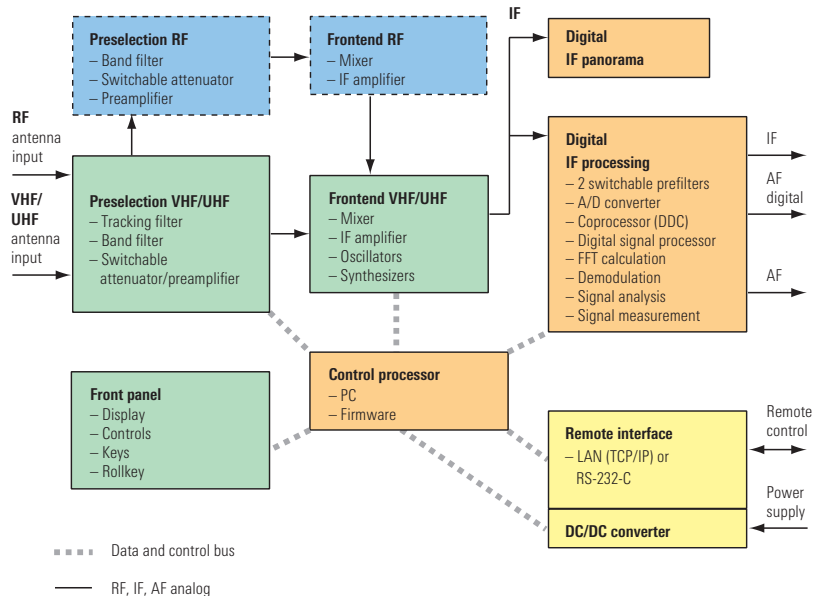 Preselection RF
– Band filter
– Switchable attenuator
– Preamplifier
Frontend RF
– Mixer
– IF amplifier
IF
Digital
IF panorama
RF
antenna
input
VHF/
UHF
antenna
input
Preselection VHF/UHF
– Tracking filter
– Band filter
– Switchable
attenuator/preamplifier
Frontend VHF/UHF
– Mixer
– IF amplifier
– Oscillators
– Synthesizers
Digital
IF processing
– 2 switchable prefilters
– A/D converter
– Coprocessor (DDC)
– Digital signal processor
– FFT calculation
– Demodulation
– Signal analysis
– Signal measurement
IF
AF
digital
AF
Front panel
– Display
– Controls
– Keys
– Rollkey
Control processor
– PC
– Firmware
Remote interface
– LAN (TCP/IP) or
RS-232-C
DC/DC converter
Remote
control
Power
supply
Data and control bus
RF, IF, AF analog